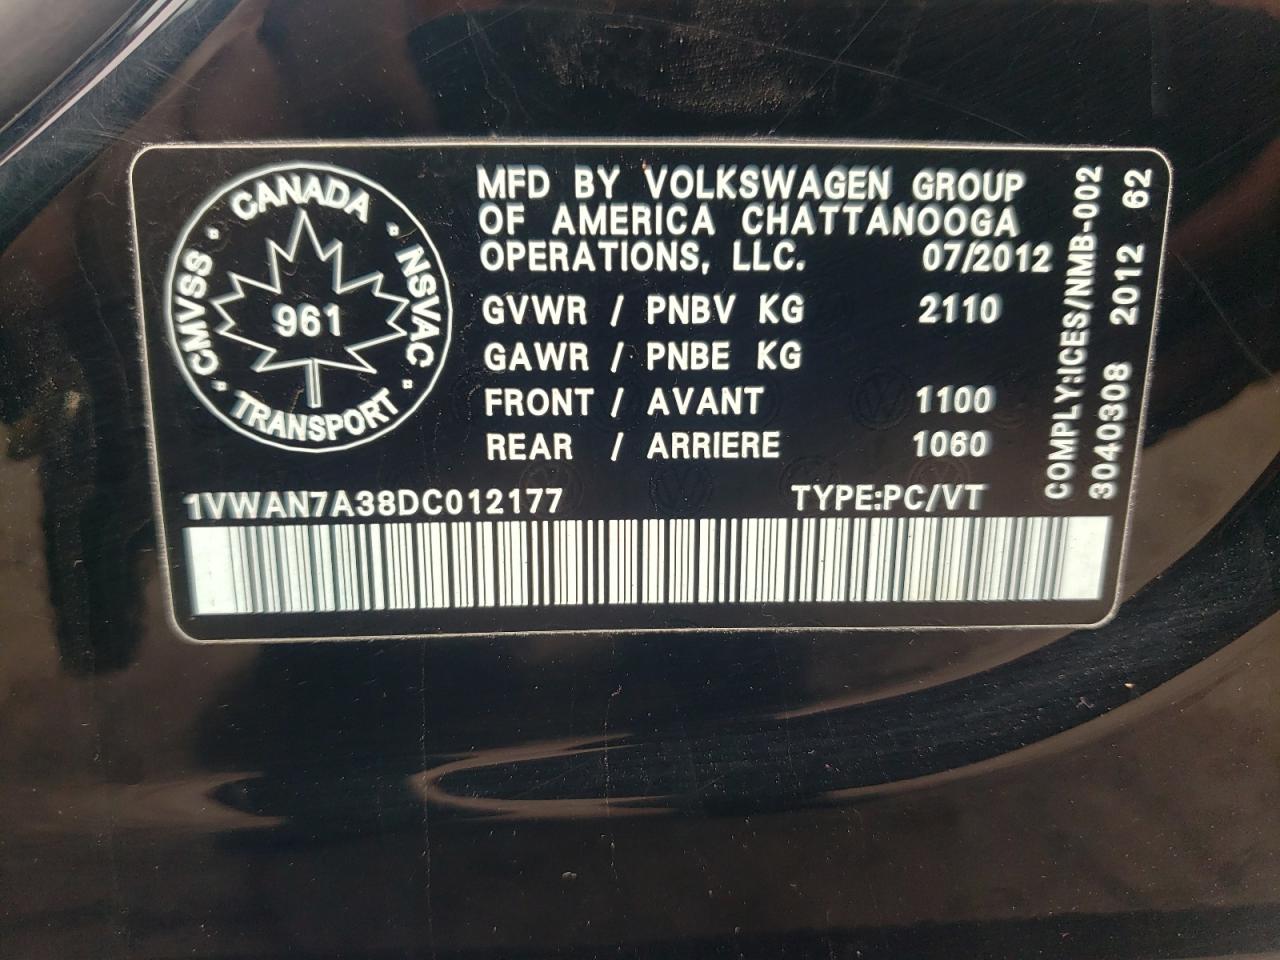 CANADA
CMVSS · NSVAC
961
TRANSPORT
MFD BY VOLKSWAGEN GROUP
OF AMERICA CHATTANOOGA
OPERATIONS, LLC. 07/2012
GVWR / PNBV KG 2110
GAWR / PNBE KG
FRONT / AVANT 1100
REAR / ARRIERE 1060
1VWAN7A38DC012177 TYPE:PC/VT
COMPLY:ICES/NMB-002
3040308 2012 62